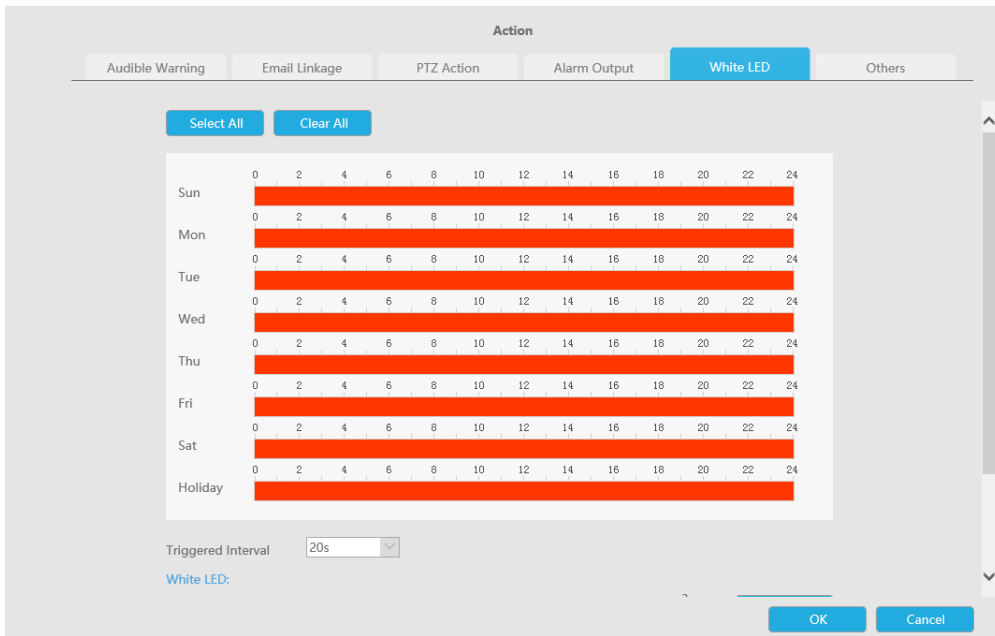 Action
Audible Warning Email Linkage PTZ Action Alarm Output White LED Others
Select All Clear All
0 2 4 6 8 10 12 14 16 18 20 22 24
Sun
0 2 4 6 8 10 12 14 16 18 20 22 24
Mon
0 2 4 6 8 10 12 14 16 18 20 22 24
Tue
0 2 4 6 8 10 12 14 16 18 20 22 24
Wed
0 2 4 6 8 10 12 14 16 18 20 22 24
Thu
0 2 4 6 8 10 12 14 16 18 20 22 24
Fri
0 2 4 6 8 10 12 14 16 18 20 22 24
Sat
0 2 4 6 8 10 12 14 16 18 20 22 24
Holiday
Triggered Interval 20s
White LED:
OK Cancel